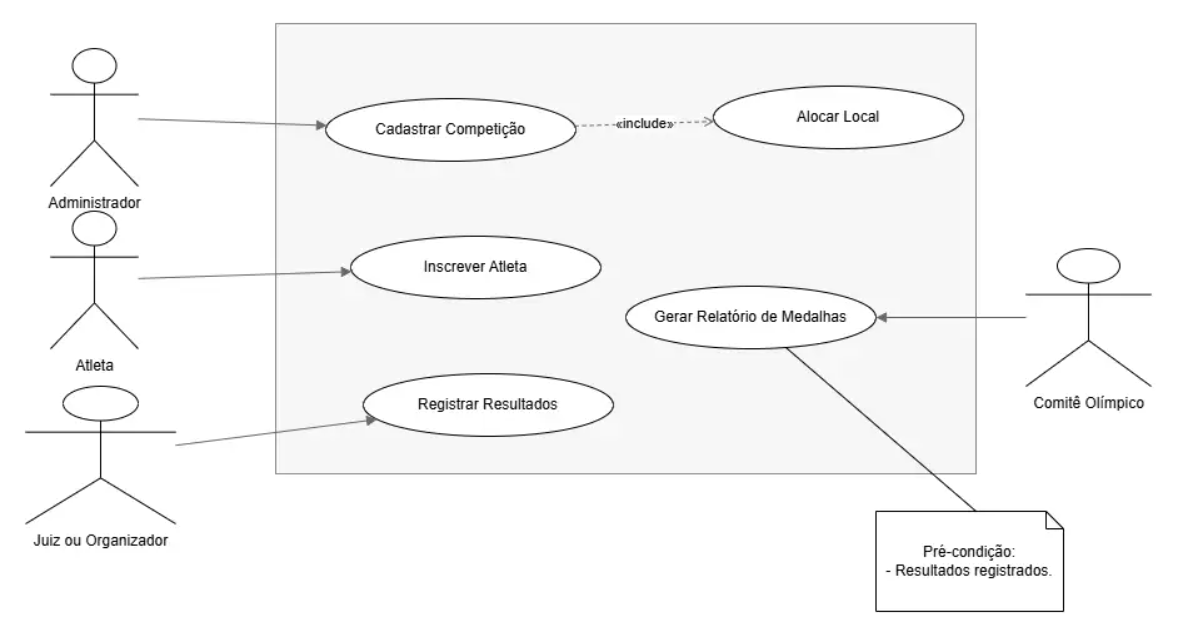 Administrador
Cadastrar Competição
«include»
Alocar Local
Atleta
Inscrever Atleta
Gerar Relatório de Medalhas
Comitê Olímpico
Juiz ou Organizador
Registrar Resultados
Pré-condição:
- Resultados registrados.